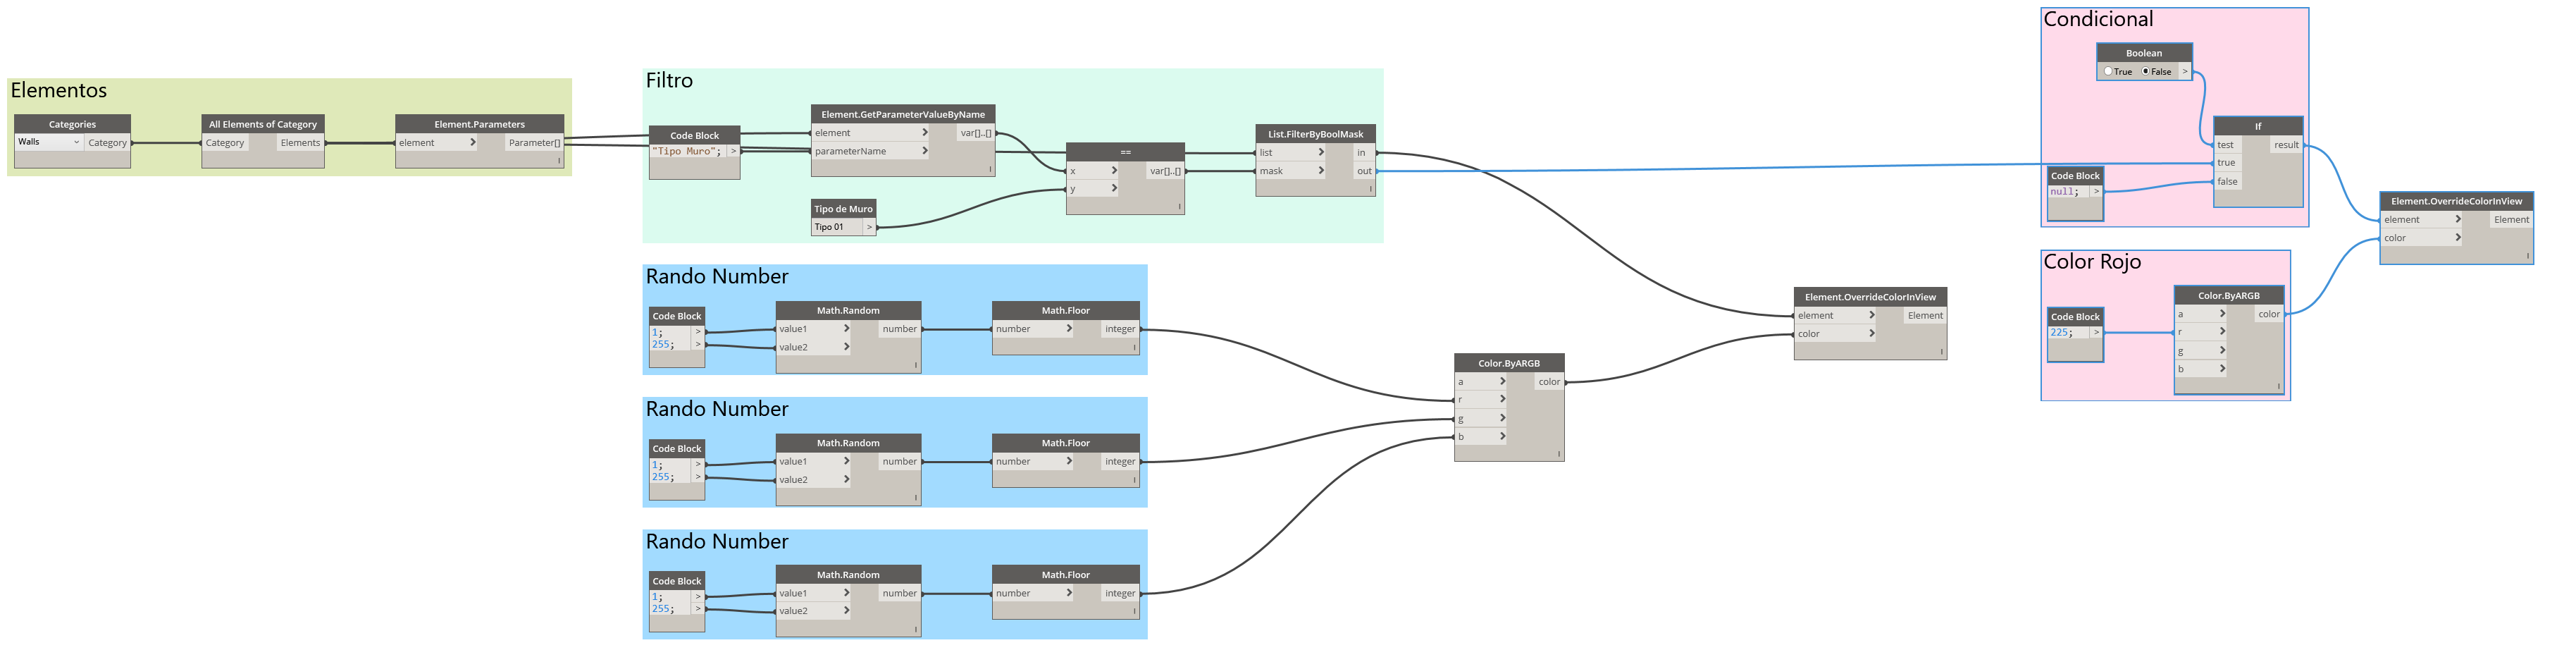 Elementos
Categories
Walls Category
All Elements of Category
Category Elements
Element.Parameters
element Parameter[]
Filtro
Code Block
"Tipo Muro"; >
Element.GetParameterValueByName
element var[]..[]
parameterName
Tipo de Muro
Tipo 01 >
==
x var[]..[]
y
List.FilterByBoolMask
list in
mask out
Rando Number
Code Block
1; >
255; >
Math.Random
value1 number
value2
Math.Floor
number integer
Rando Number
Code Block
1; >
255; >
Math.Random
value1 number
value2
Math.Floor
number integer
Rando Number
Code Block
1; >
255; >
Math.Random
value1 number
value2
Math.Floor
number integer
Color.ByARGB
a color
r
g
b
Element.OverrideColorInView
element Element
color
Condicional
Boolean
True False >
Code Block
null; >
If
test result
true
false
Color Rojo
Code Block
225; >
Color.ByARGB
a color
r
g
b
Element.OverrideColorInView
element Element
color